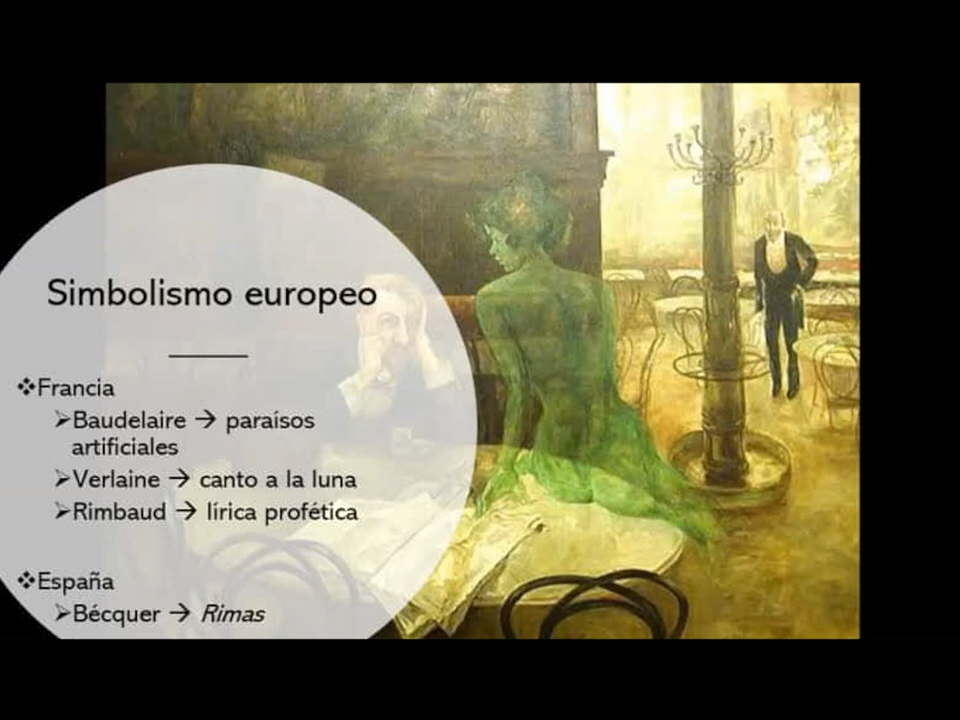 Simbolismo europeo
❖Francia
➢Baudelaire → paraísos
artificiales
➢Verlaine → canto a la luna
➢Rimbaud → lírica profética
❖España
➢Bécquer → Rimas